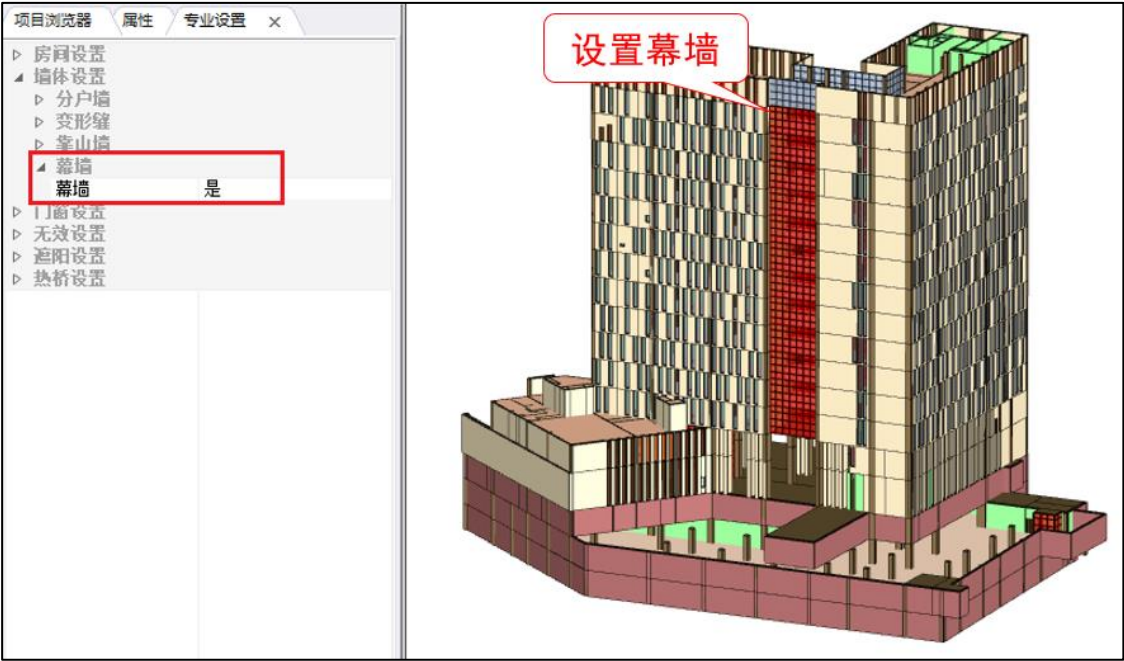 项目浏览器 属性 专业设置 ×
房间设置
墙体设置
分户墙
变形缝
靠山墙
幕墙
幕墙 是
门窗设置
无效设置
遮阳设置
热桥设置
设置幕墙